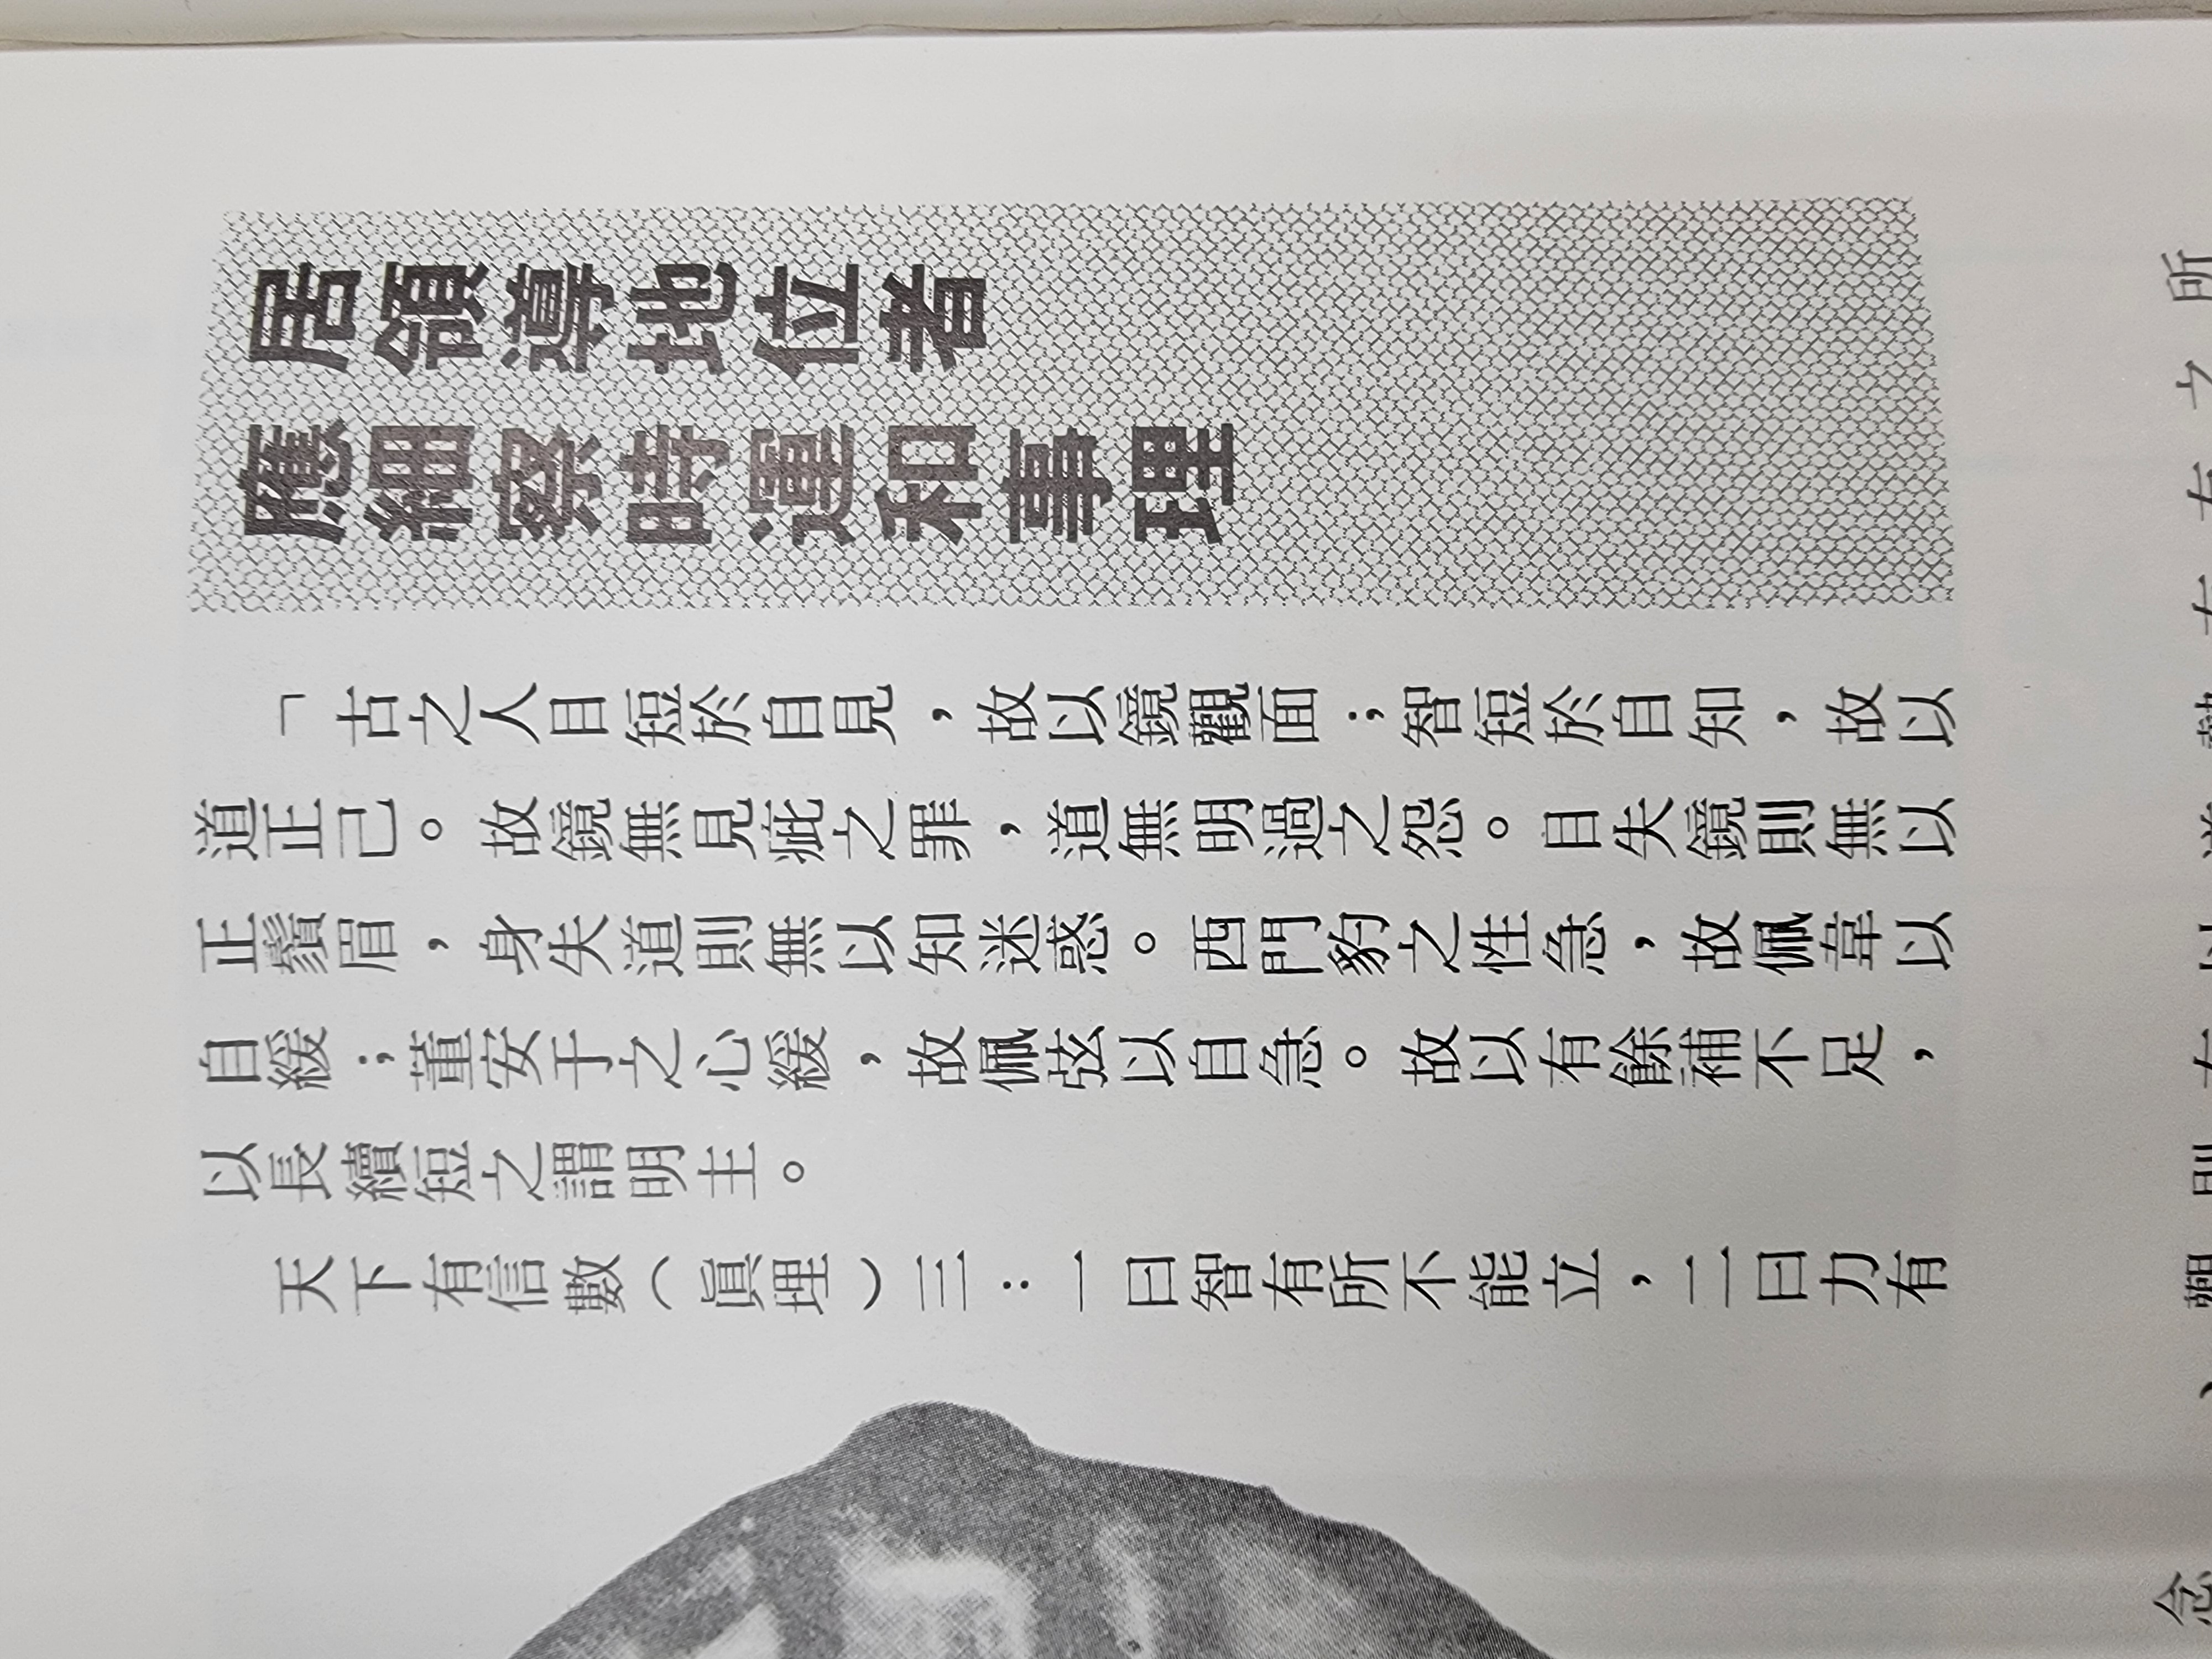 居領導地位者
應細察時運和事理
「古之人目短於自見，故以鏡觀面；智短於自知，故以
道正己。故鏡無見疵之罪，道無明過之怨。目失鏡則無以
正鬚眉，身失道則無以知迷惑。西門豹之性急，故佩韋以
自緩；董安于之心緩，故佩弦以自急。故以有餘補不足，
以長續短之謂明主。
天下有信數（眞理）三：一曰智有所不能立，二曰力有